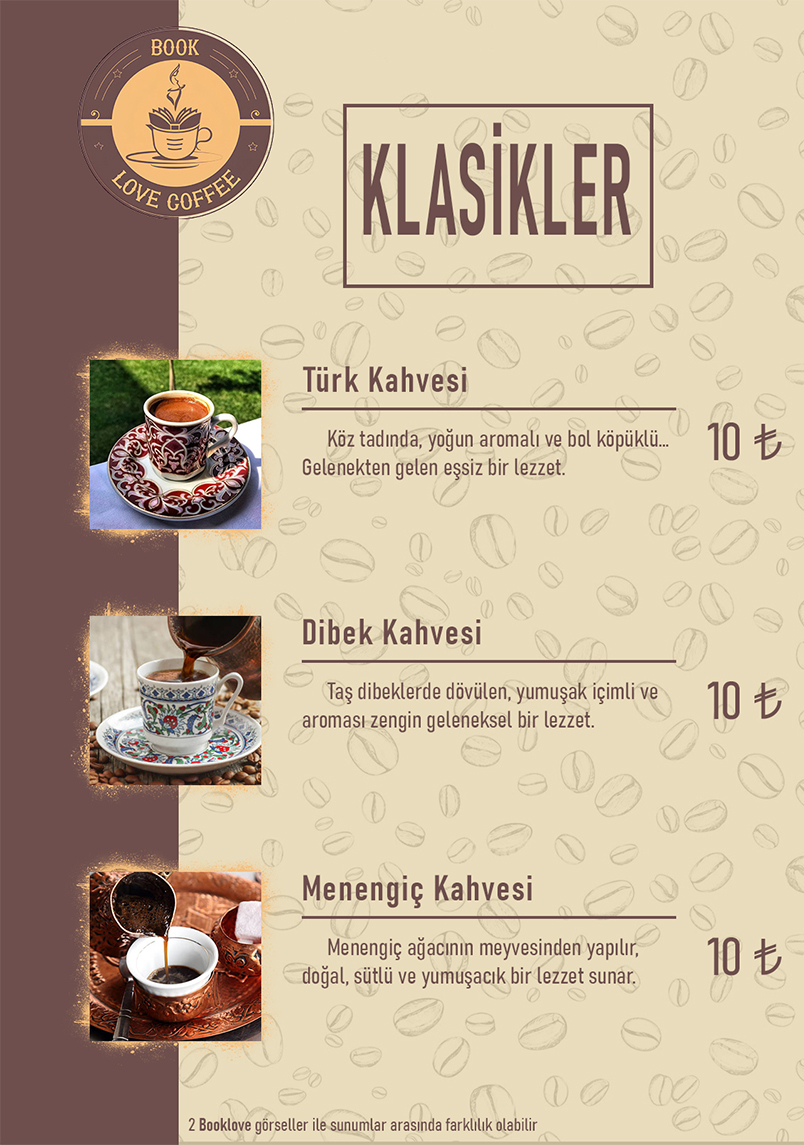 BOOK
LOVE COFFEE
KLASİKLER
Türk Kahvesi
Köz tadında, yoğun aromalı ve bol köpüklü...
Gelenekten gelen eşsiz bir lezzet.
10 ₺
Dibek Kahvesi
Taş dibeklerde dövülen, yumuşak içimli ve
aroması zengin geleneksel bir lezzet.
10 ₺
Menengiç Kahvesi
Menengiç ağacının meyvesinden yapılır,
doğal, sütlü ve yumuşacık bir lezzet sunar.
10 ₺
2 Booklove görseller ile sunumlar arasında farklılık olabilir